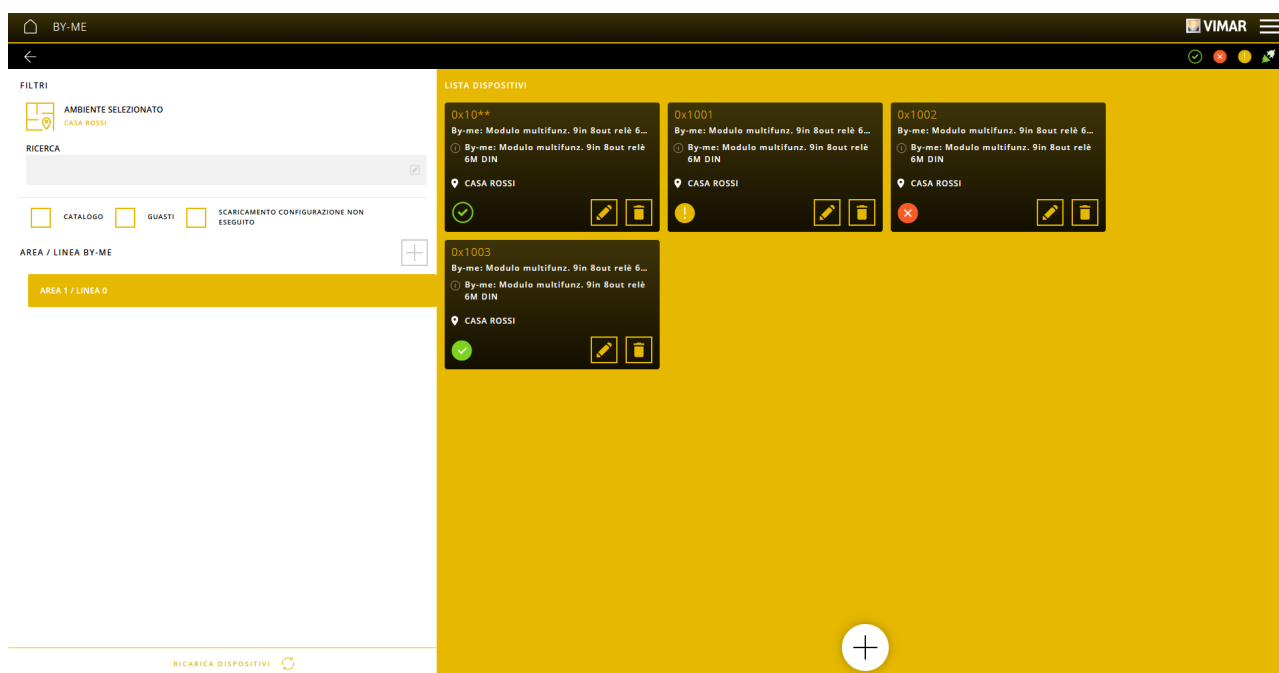 BY-ME
VIMAR
FILTRI
AMBIENTE SELEZIONATO
CASA ROSSI
RICERCA
CATALOGO
GUASTI
SCARICAMENTO CONFIGURAZIONE NON
ESEGUITO
AREA / LINEA BY-ME
AREA 1 / LINEA 0
RICARICA DISPOSITIVI
LISTA DISPOSITIVI
0x10**
By-me: Modulo multifunz. 9in 8out relè 6...
By-me: Modulo multifunz. 9in 8out relè
6M DIN
CASA ROSSI
0x1001
By-me: Modulo multifunz. 9in 8out relè 6...
By-me: Modulo multifunz. 9in 8out relè
6M DIN
CASA ROSSI
0x1002
By-me: Modulo multifunz. 9in 8out relè 6...
By-me: Modulo multifunz. 9in 8out relè
6M DIN
CASA ROSSI
0x1003
By-me: Modulo multifunz. 9in 8out relè 6...
By-me: Modulo multifunz. 9in 8out relè
6M DIN
CASA ROSSI